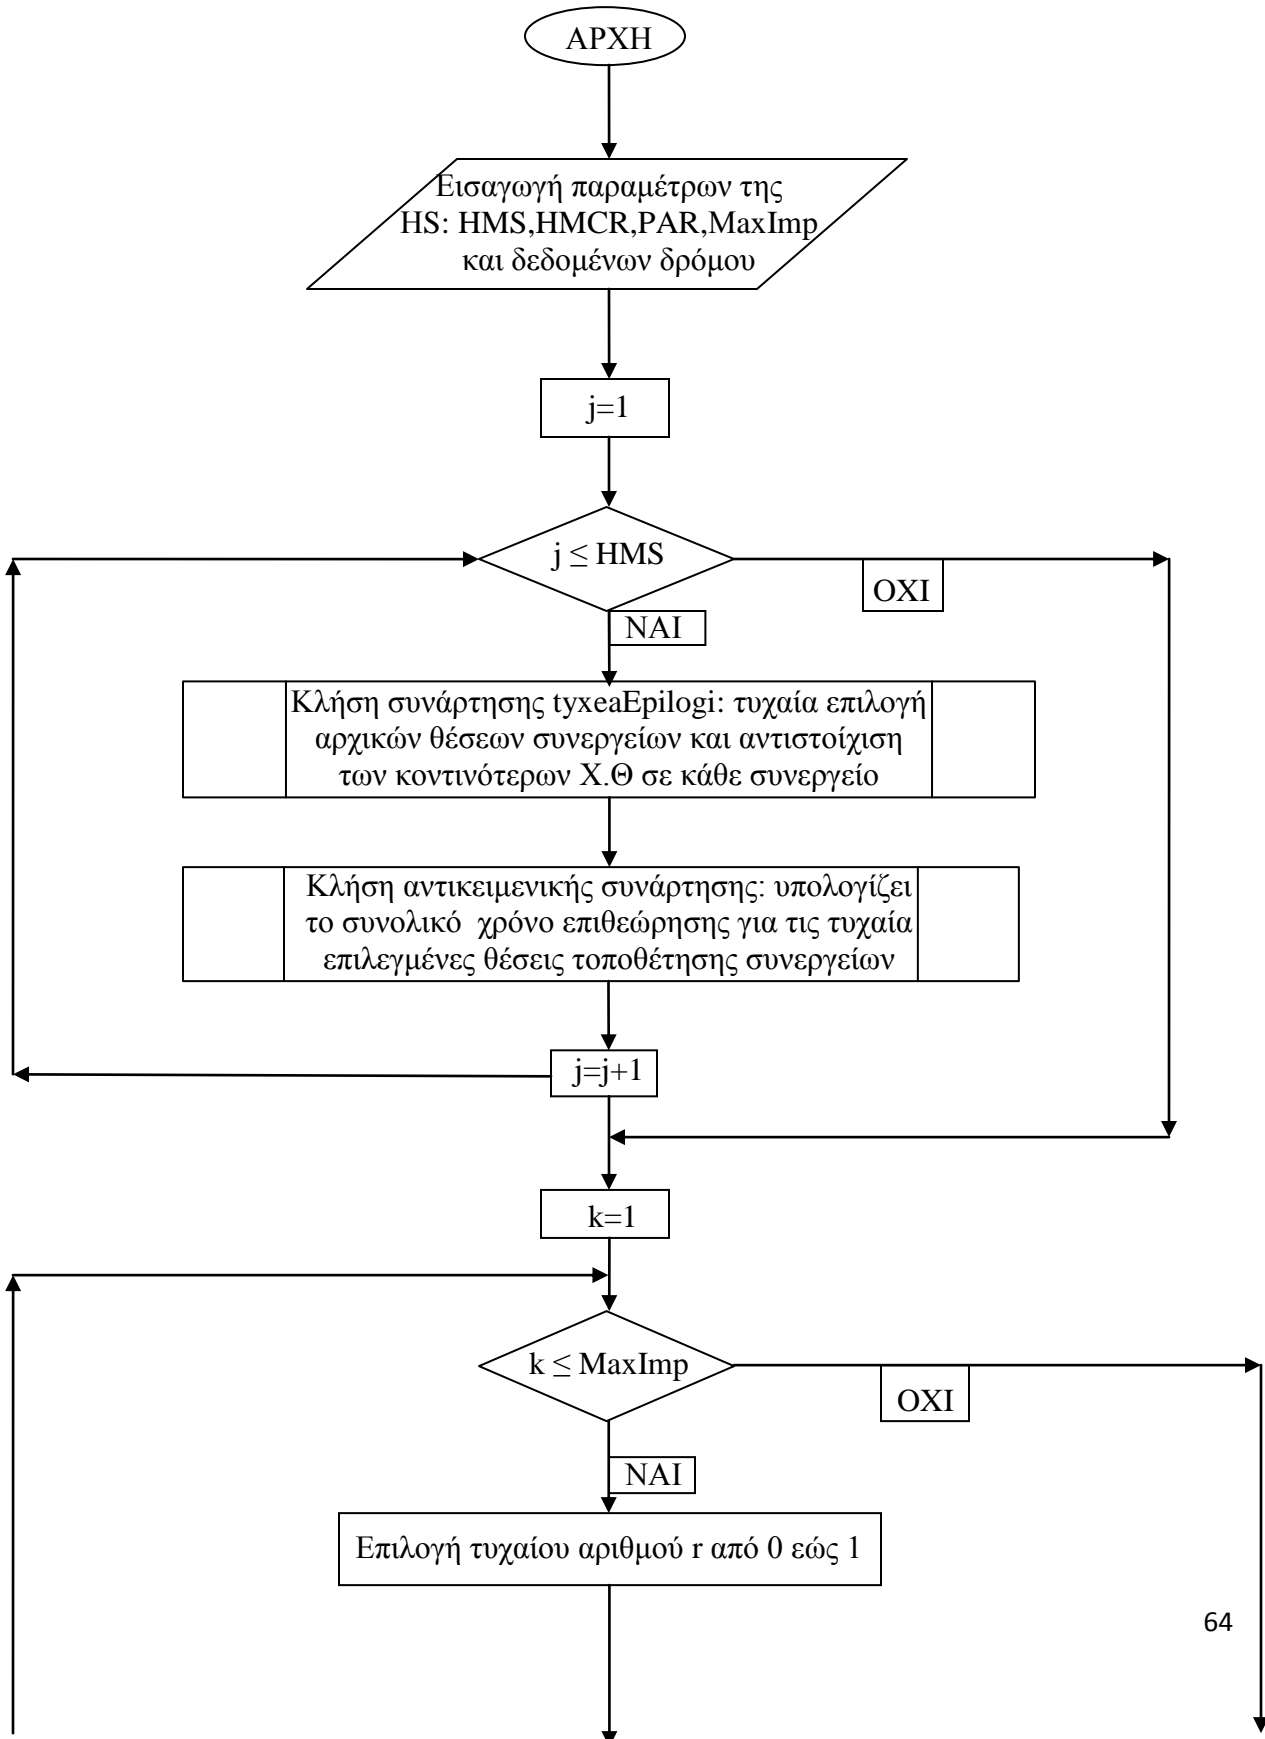 ΑΡΧΗ
Εισαγωγή παραμέτρων της
HS: HMS,HMCR,PAR,MaxImp
και δεδομένων δρόμου
j=1
j ≤ HMS
ΟΧΙ
ΝΑΙ
Κλήση συνάρτησης tyxeaEpilogi: τυχαία επιλογή
αρχικών θέσεων συνεργείων και αντιστοίχιση
των κοντινότερων Χ.Θ σε κάθε συνεργείο
Κλήση αντικειμενικής συνάρτησης: υπολογίζει
το συνολικό χρόνο επιθεώρησης για τις τυχαία
επιλεγμένες θέσεις τοποθέτησης συνεργείων
j=j+1
k=1
k ≤ MaxImp
ΟΧΙ
ΝΑΙ
Επιλογή τυχαίου αριθμού r από 0 εώς 1
64